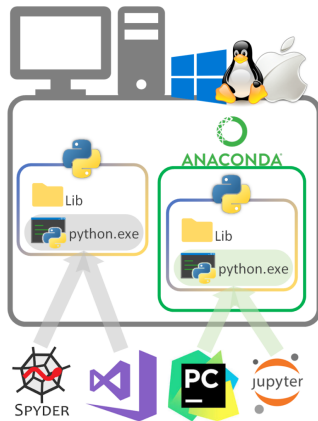 ANACONDA®
Lib
python.exe
Lib
python.exe
SPYDER
PC
jupyter